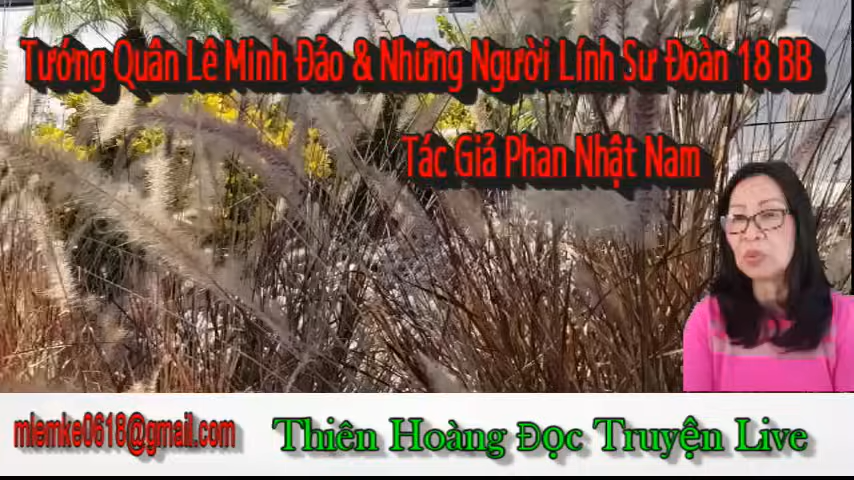 Tướng Quân Lê Minh Đảo & Những Người Lính Sư Đoàn 18 BB
Tác Giả Phan Nhật Nam
mlemke0618@gmail.com
Thiên Hoàng Đọc Truyện Live